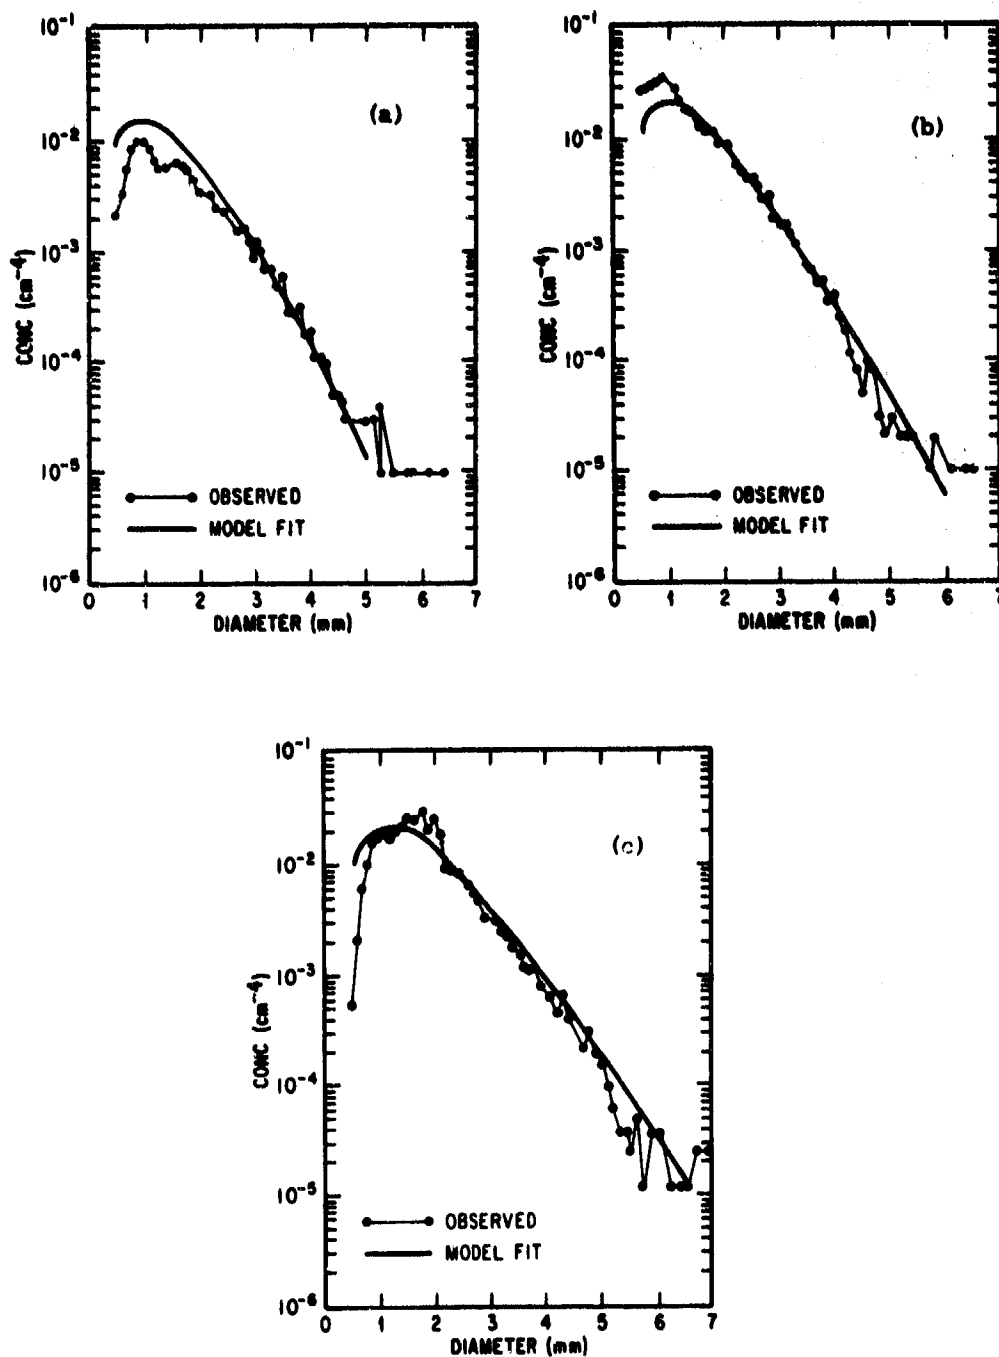 10⁻¹
10⁻²
10⁻³
10⁻⁴
10⁻⁵
10⁻⁶
CONC (cm⁻⁴)
(a)
OBSERVED
MODEL FIT
0 1 2 3 4 5 6 7
DIAMETER (mm)
10⁻¹
10⁻²
10⁻³
10⁻⁴
10⁻⁵
10⁻⁶
CONC (cm⁻⁴)
(b)
OBSERVED
MODEL FIT
0 1 2 3 4 5 6 7
DIAMETER (mm)
10⁻¹
10⁻²
10⁻³
10⁻⁴
10⁻⁵
10⁻⁶
CONC (cm⁻⁴)
(c)
OBSERVED
MODEL FIT
0 1 2 3 4 5 6 7
DIAMETER (mm)